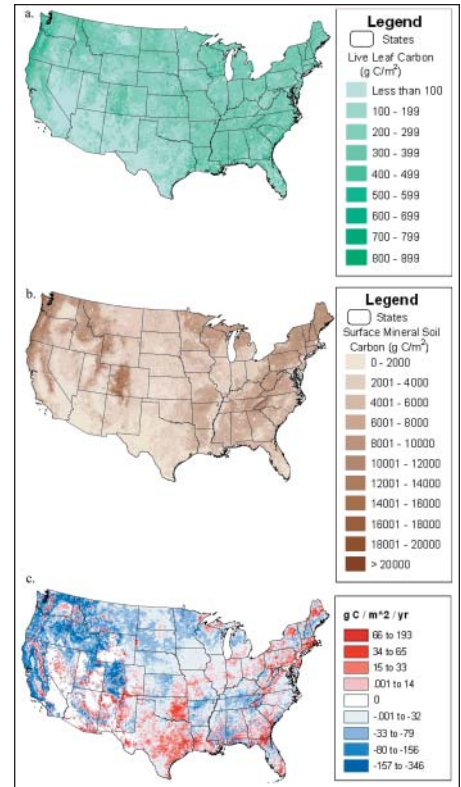 a.
Legend
States
Live Leaf Carbon
(g C/m²)
Less than 100
100 - 199
200 - 299
300 - 399
400 - 499
500 - 599
600 - 699
700 - 799
800 - 899
b.
Legend
States
Surface Mineral Soil
Carbon (g C/m²)
0 - 2000
2001 - 4000
4001 - 6000
6001 - 8000
8001 - 10000
10001 - 12000
12001 - 14000
14001 - 16000
16001 - 18000
18001 - 20000
> 20000
c.
g C / m^2 / yr
66 to 193
34 to 65
15 to 33
.001 to 14
0
-.001 to -32
-33 to -79
-80 to -156
-157 to -346